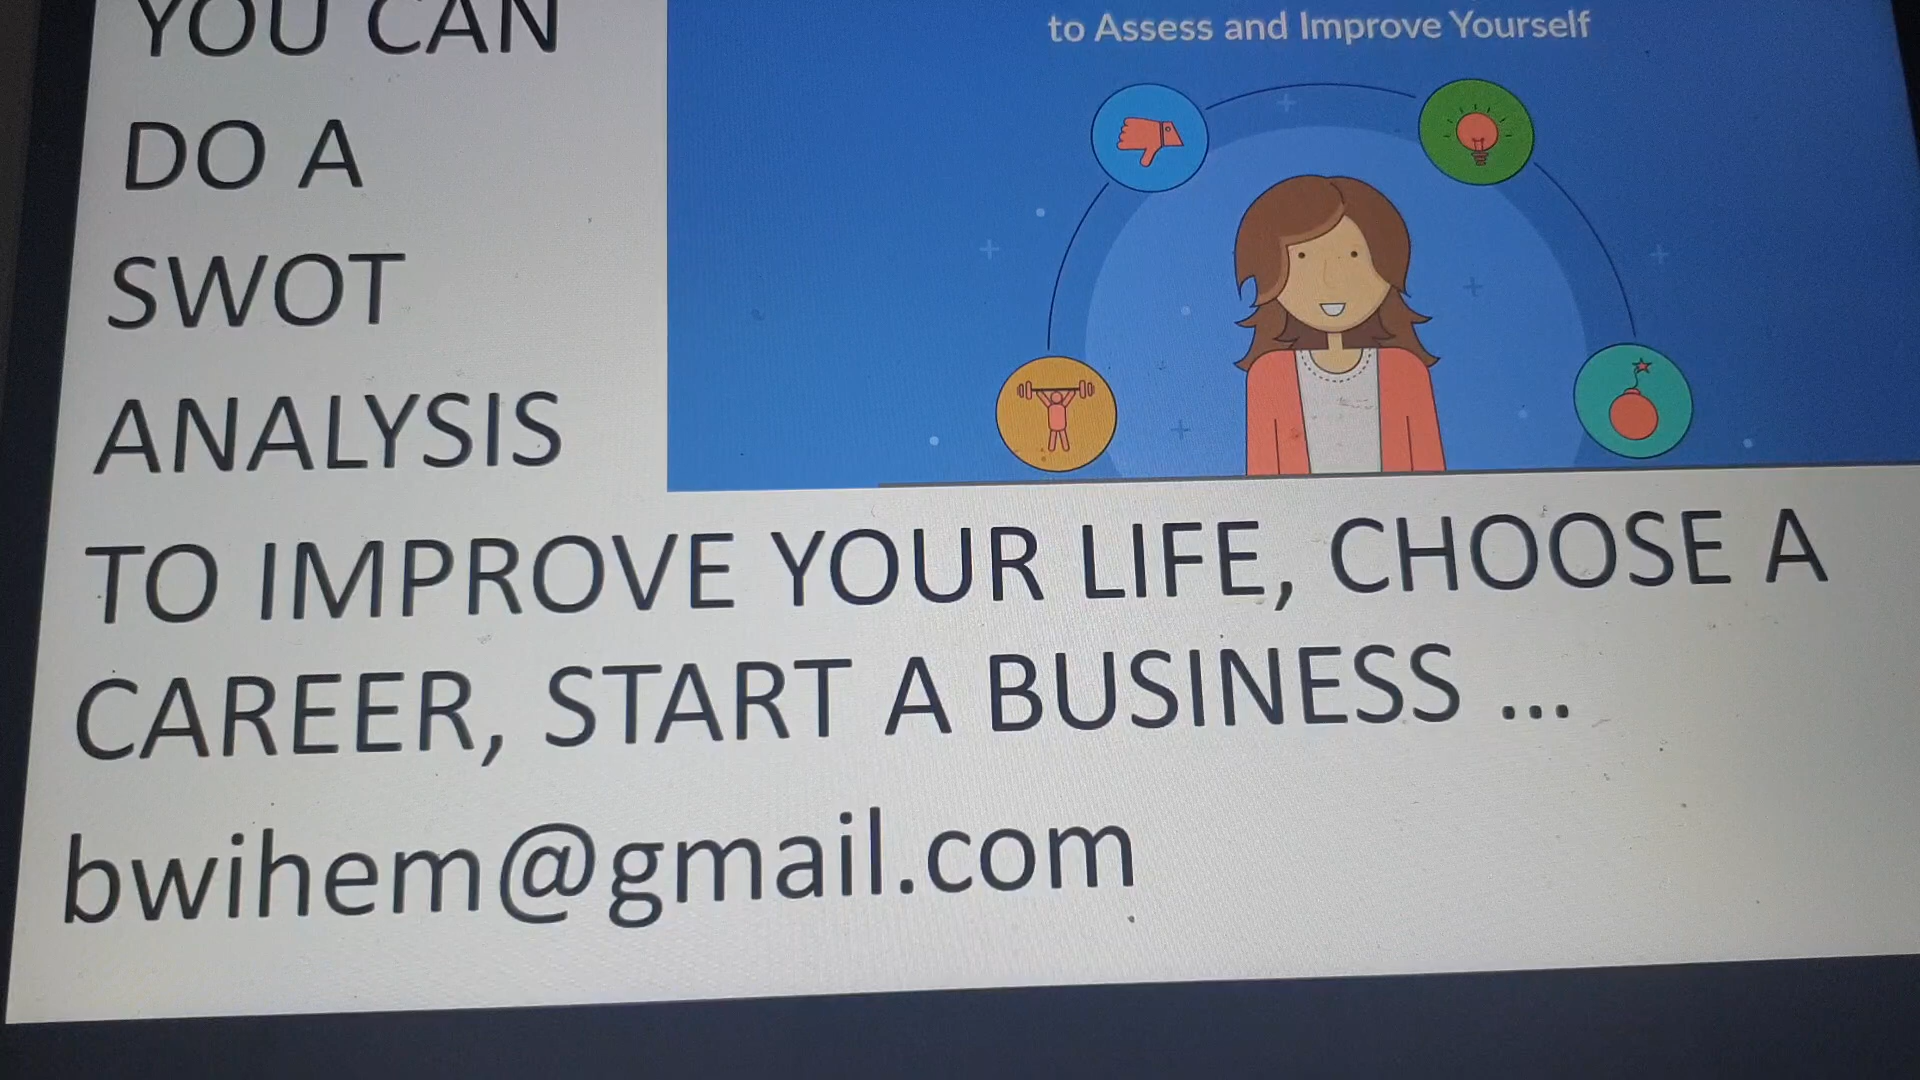 YOU CAN
to Assess and Improve Yourself
DO A
SWOT
ANALYSIS
TO IMPROVE YOUR LIFE, CHOOSE A
CAREER, START A BUSINESS ...
bwihem@gmail.com